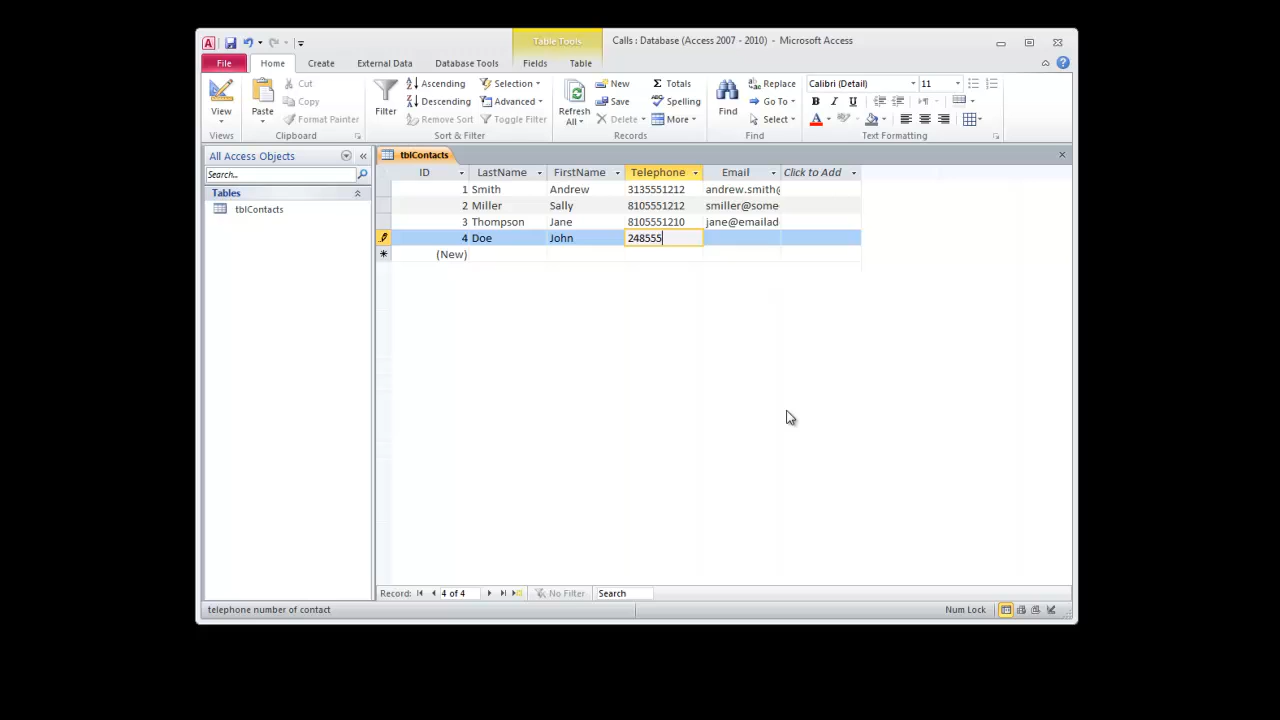 Table Tools
Calls : Database (Access 2007 - 2010) - Microsoft Access
File Home Create External Data Database Tools Fields Table
View
Views
Paste
Cut
Copy
Format Painter
Clipboard
Filter
Ascending
Descending
Remove Sort
Selection
Advanced
Toggle Filter
Sort & Filter
Refresh
All
New
Save
Delete
Totals
Spelling
More
Records
Find
Replace
Go To
Select
Find
Calibri (Detail) 11
B I U
A
Text Formatting
All Access Objects
Search...
Tables
tblContacts
tblContacts
ID LastName FirstName Telephone Email Click to Add
1 Smith Andrew 3135551212 andrew.smith@
2 Miller Sally 8105551212 smiller@some
3 Thompson Jane 8105551210 jane@emailad
4 Doe John 248555
(New)
Record: 4 of 4 No Filter Search
telephone number of contact Num Lock